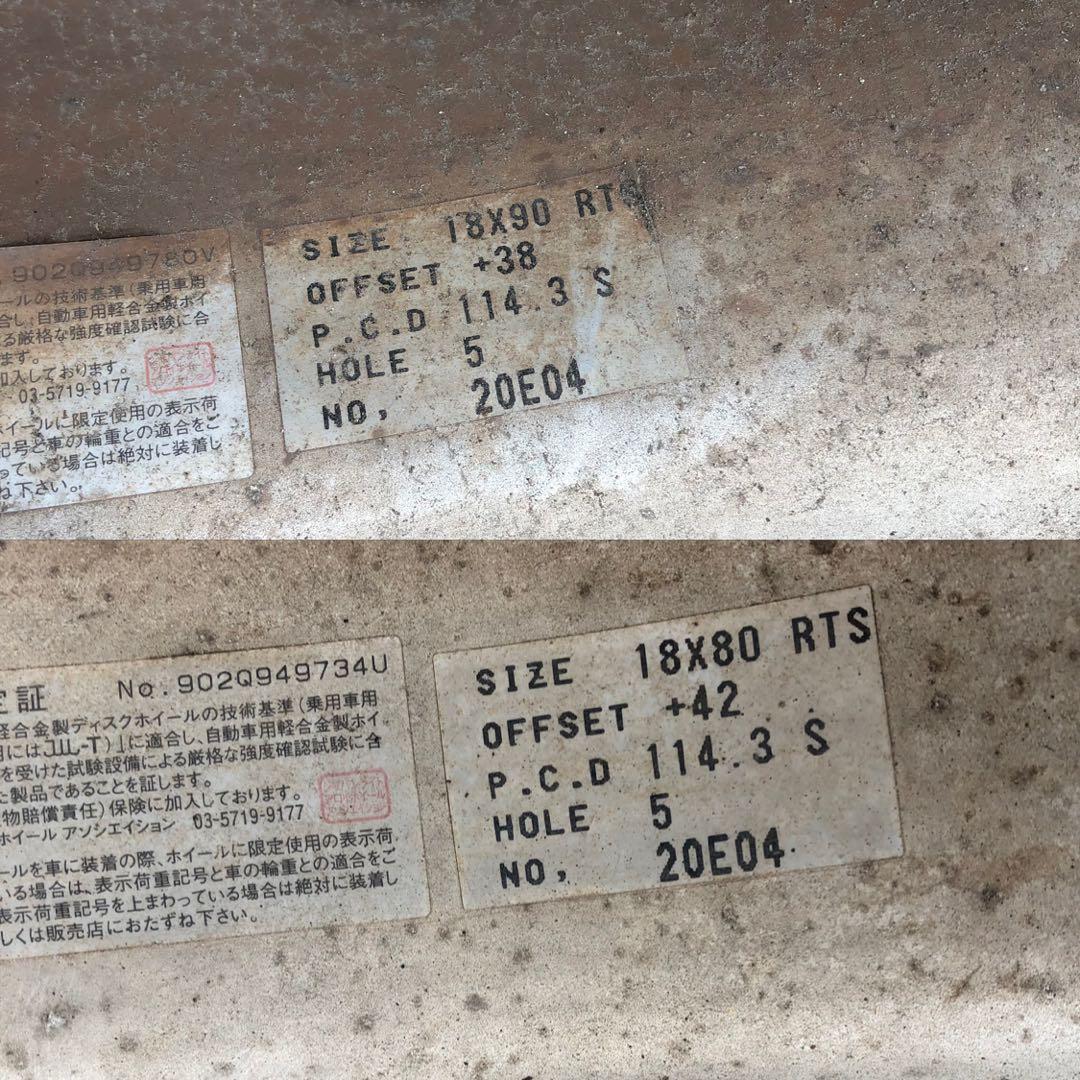 902Q949780V
ールの技術基準(乗用車用
合し、自動車用軽合金製ホイ
る厳格な強度確認試験に合
ます。
加入しております。
03-5719-9177
ホイールに限定使用の表示荷
記号と車の輪重との適合をご
っている場合は絶対に装着し
ね下さい。
SIZE 18X90 RTS
OFFSET +38
P.C.D 114.3 S
HOLE 5
NO, 20E04
定証 No.902Q949734U
軽合金製ディスクホイールの技術基準(乗用車用
用にはJWL-T)」に適合し、自動車用軽合金製ホイ
を受けた試験設備による厳格な強度確認試験に合
た製品であることを証します。
物賠償責任)保険に加入しております。
ホイール アソシエイション 03-5719-9177
ールを車に装着の際、ホイールに限定使用の表示荷
いる場合は、表示荷重記号と車の輪重との適合をご
表示荷重記号を上まわっている場合は絶対に装着し
しくは販売店におたずね下さい。
SIZE 18X80 RTS
OFFSET +42
P.C.D 114.3 S
HOLE 5
NO, 20E04